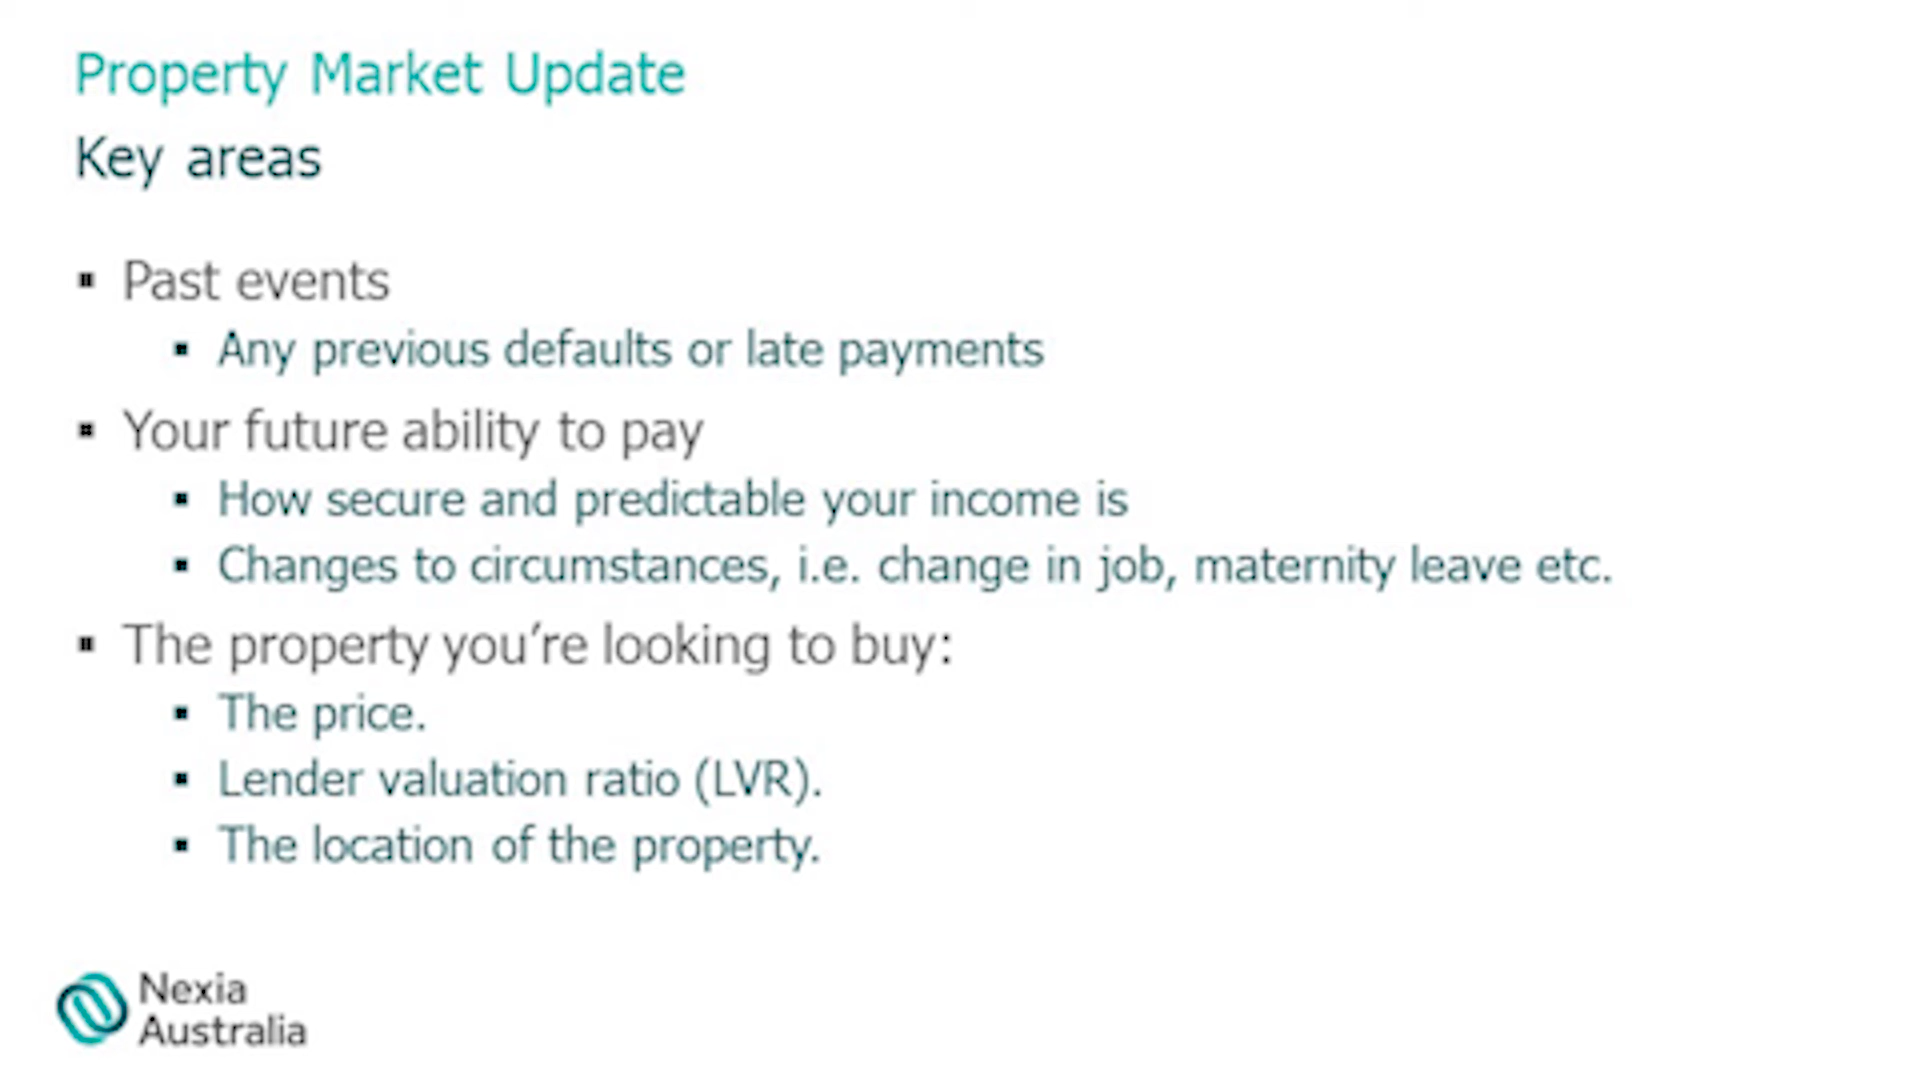 Property Market Update
Key areas
▪ Past events
▪ Any previous defaults or late payments
▪ Your future ability to pay
▪ How secure and predictable your income is
▪ Changes to circumstances, i.e. change in job, maternity leave etc.
▪ The property you’re looking to buy:
▪ The price.
▪ Lender valuation ratio (LVR).
▪ The location of the property.
Nexia
Australia